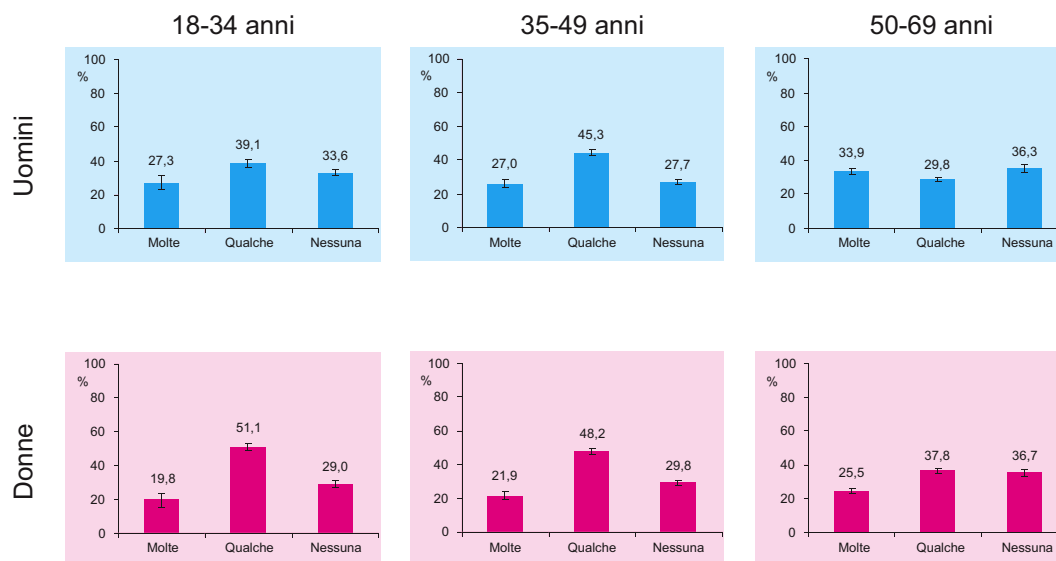 18-34 anni
35-49 anni
50-69 anni
Uomini
100
%
80
60
40
20
0
27,3
39,1
33,6
Molte
Qualche
Nessuna
100
%
80
60
40
20
0
27,0
45,3
27,7
Molte
Qualche
Nessuna
100
%
80
60
40
20
0
33,9
29,8
36,3
Molte
Qualche
Nessuna
Donne
100
%
80
60
40
20
0
19,8
51,1
29,0
Molte
Qualche
Nessuna
100
%
80
60
40
20
0
21,9
48,2
29,8
Molte
Qualche
Nessuna
100
%
80
60
40
20
0
25,5
37,8
36,7
Molte
Qualche
Nessuna